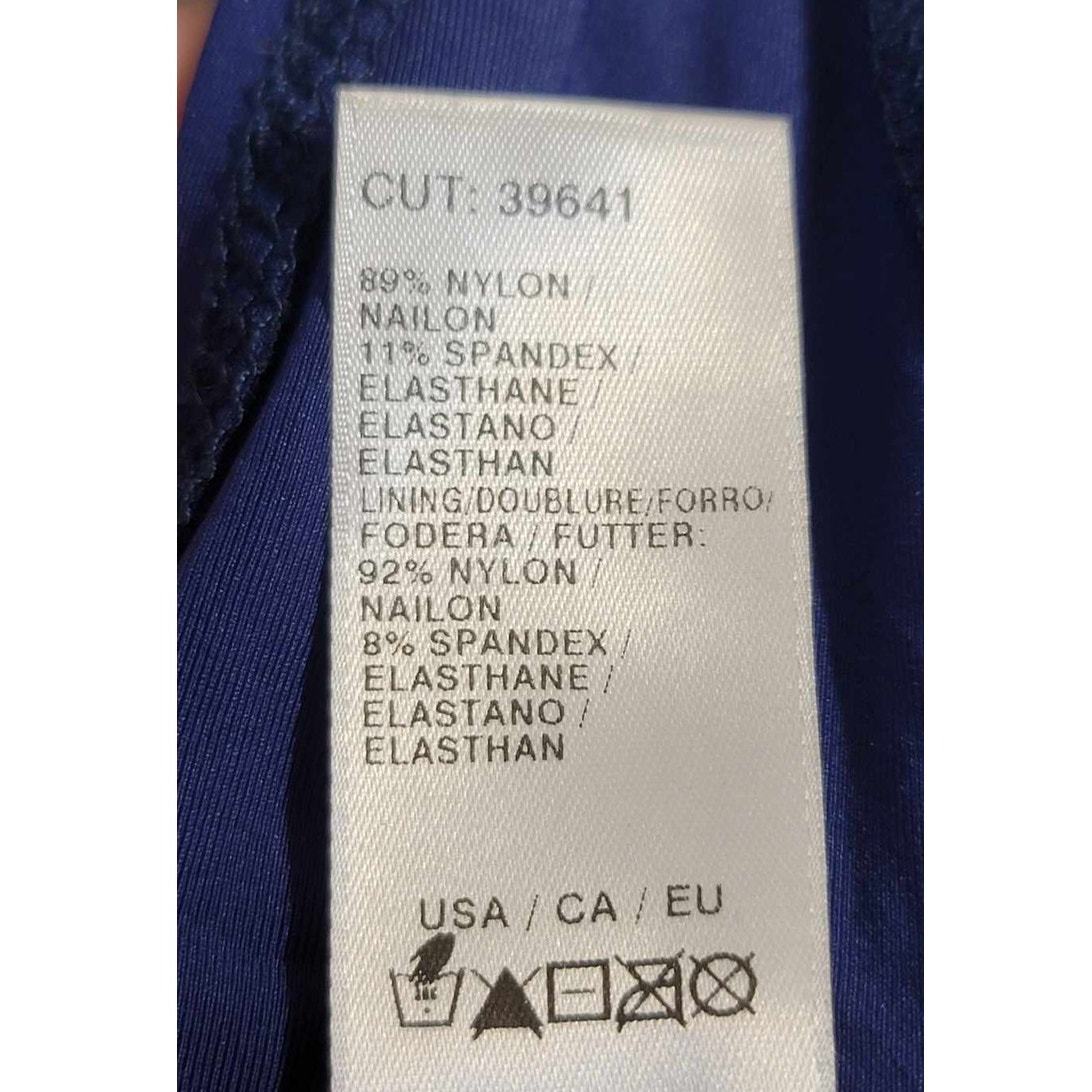 CUT: 39641
89% NYLON /
NAILON
11% SPANDEX /
ELASTHANE /
ELASTANO /
ELASTHAN
LINING/DOUBLURE/FORRO/
FODERA / FUTTER:
92% NYLON /
NAILON
8% SPANDEX /
ELASTHANE /
ELASTANO /
ELASTHAN
USA / CA / EU